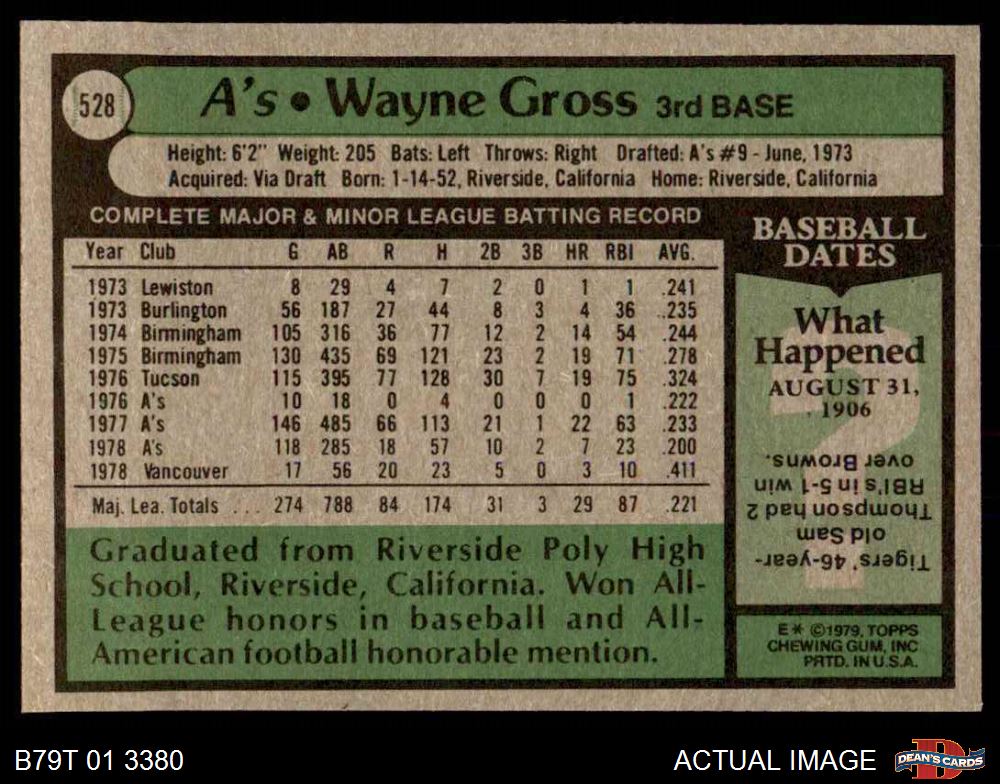 528
A's • Wayne Gross 3rd BASE
Height: 6'2" Weight: 205 Bats: Left Throws: Right Drafted: A's #9 - June, 1973
Acquired: Via Draft Born: 1-14-52, Riverside, California Home: Riverside, California
COMPLETE MAJOR & MINOR LEAGUE BATTING RECORD
Year Club G AB R H 2B 3B HR RBI AVG.
1973 Lewiston 8 29 4 7 2 0 1 1 .241
1973 Burlington 56 187 27 44 8 3 4 36 .235
1974 Birmingham 105 316 36 77 12 2 14 54 .244
1975 Birmingham 130 435 69 121 23 2 19 71 .278
1976 Tucson 115 395 77 128 30 7 19 75 .324
1976 A's 10 18 0 4 0 0 0 1 .222
1977 A's 146 485 66 113 21 1 22 63 .233
1978 A's 118 285 18 57 10 2 7 23 .200
1978 Vancouver 17 56 20 23 5 0 3 10 .411
Maj. Lea. Totals ... 274 788 84 174 31 3 29 87 .221
Graduated from Riverside Poly High
School, Riverside, California. Won All-
League honors in baseball and All-
American football honorable mention.
BASEBALL
DATES
What
Happened
AUGUST 31,
1906
Tigers' 46-year-
old Sam
Thompson had 2
RBI's in 5-1 win
over Browns.
E* ©1979, TOPPS
CHEWING GUM, INC
PRTD. IN U.S.A.
B79T 01 3380
ACTUAL IMAGE
DEAN'S CARDS